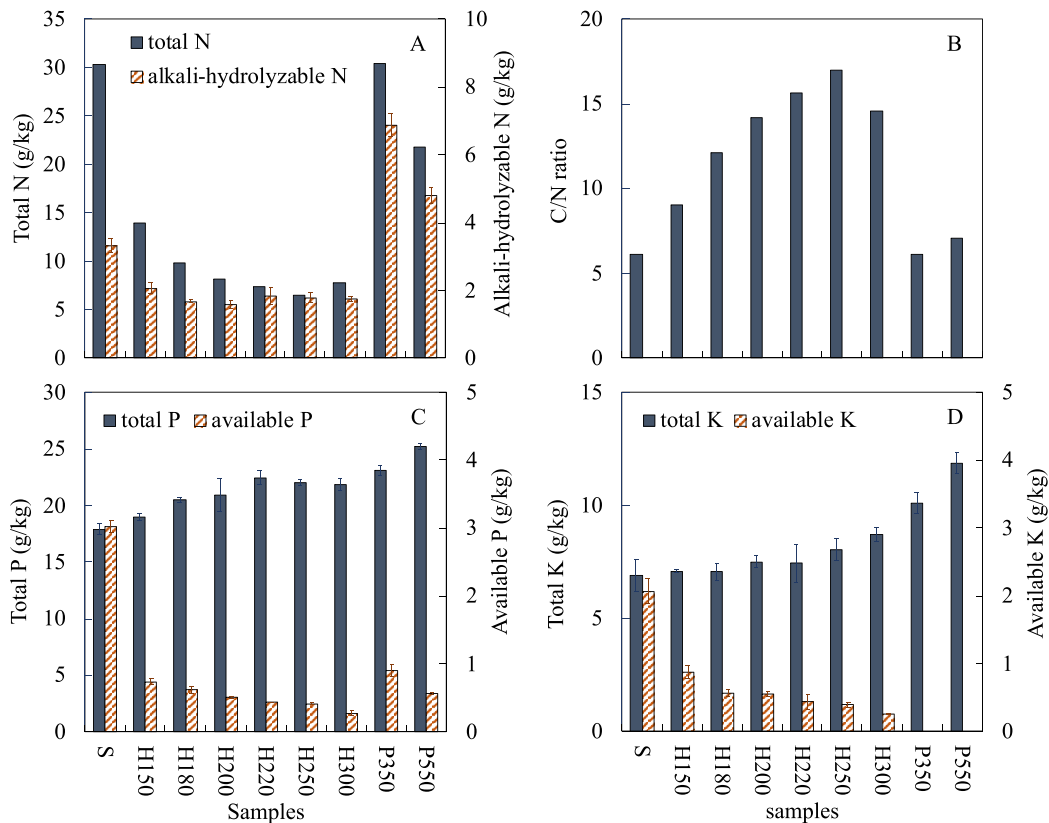 A
total N
alkali-hydrolyzable N
Total N (g/kg)
35
30
25
20
15
10
5
0
10
8
6
4
2
0
Alkali-hydrolyzable N (g/kg)
B
C/N ratio
20
15
10
5
0
C
total P available P
Total P (g/kg)
30
25
20
15
10
5
0
5
4
3
2
1
0
Available P (g/kg)
S H150 H180 H200 H220 H250 H300 P350 P550
Samples
D
total K available K
Total K (g/kg)
15
10
5
0
5
4
3
2
1
0
Available K (g/kg)
S H150 H180 H200 H220 H250 H300 P350 P550
samples